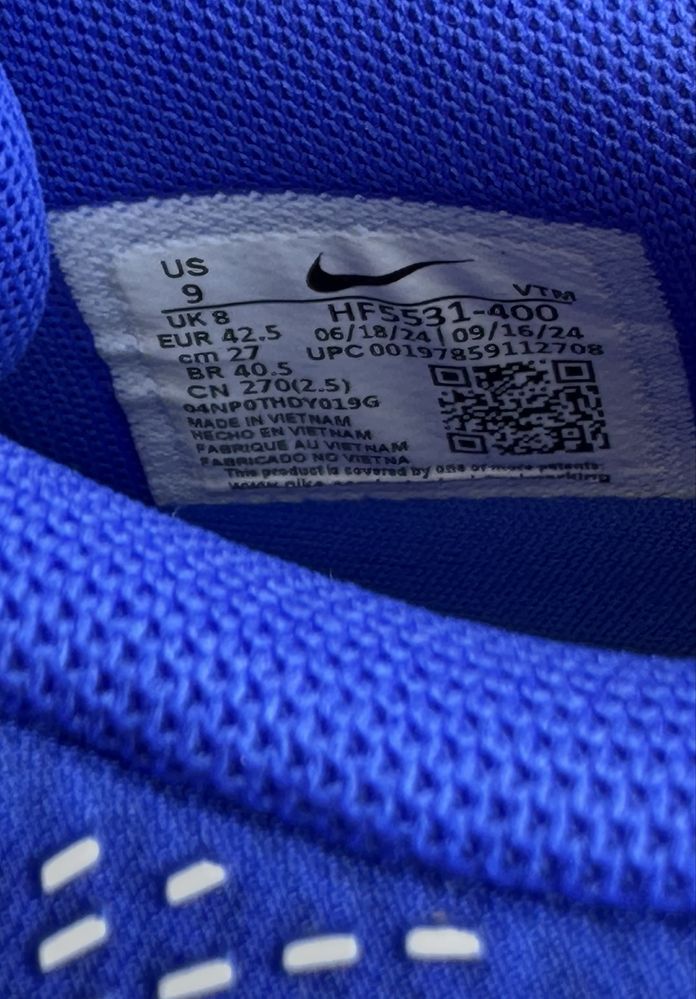 US
9
VTM
UK 8
HF5531-400
EUR 42.5
06/18/24 | 09/16/24
cm 27
UPC 00197859112708
BR 40.5
CN 270(2.5)
04NP0THDY019G
MADE IN VIETNAM
HECHO EN VIETNAM
FABRIQUE AU VIETNAM
FABRICADO NO VIETNA
This product is covered by one or more patents.